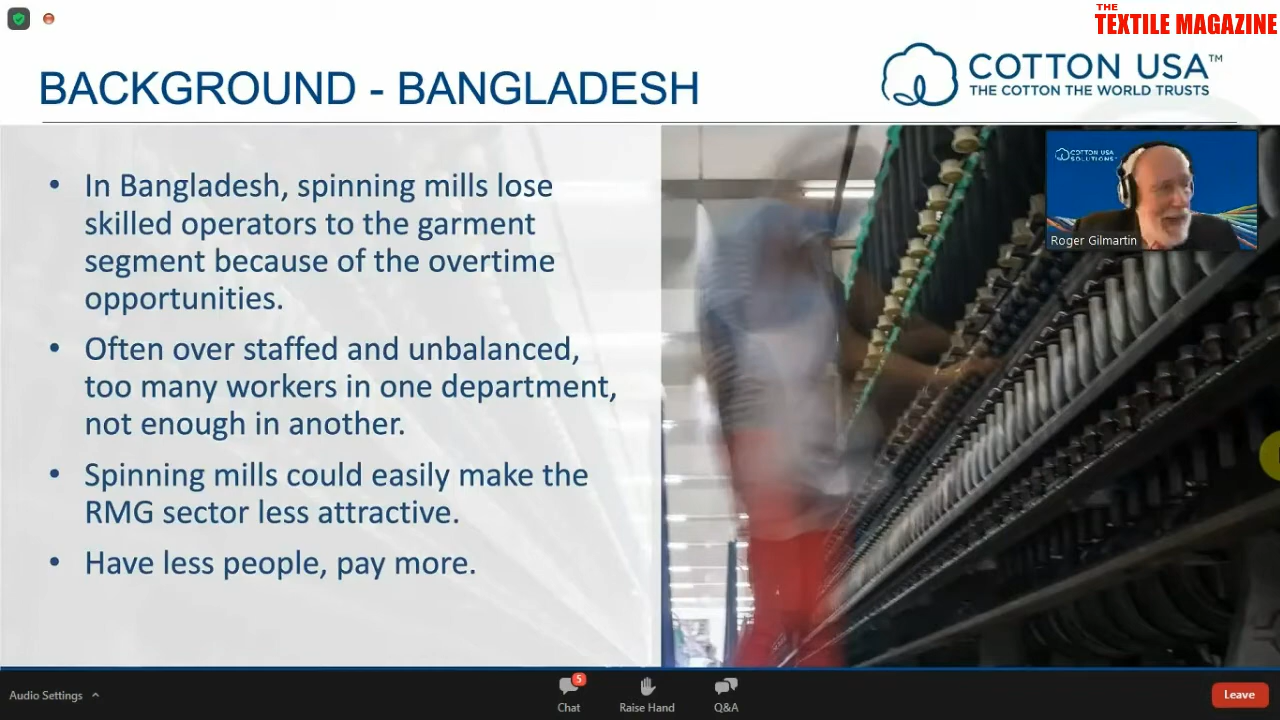 THE
TEXTILE MAGAZINE
BACKGROUND - BANGLADESH
COTTON USA™
THE COTTON THE WORLD TRUSTS
• In Bangladesh, spinning mills lose
skilled operators to the garment
segment because of the overtime
opportunities.
• Often over staffed and unbalanced,
too many workers in one department,
not enough in another.
• Spinning mills could easily make the
RMG sector less attractive.
• Have less people, pay more.
COTTON USA
SOLUTIONS
Roger Gilmartin
Audio Settings
5
Chat
Raise Hand
Q&A
Leave